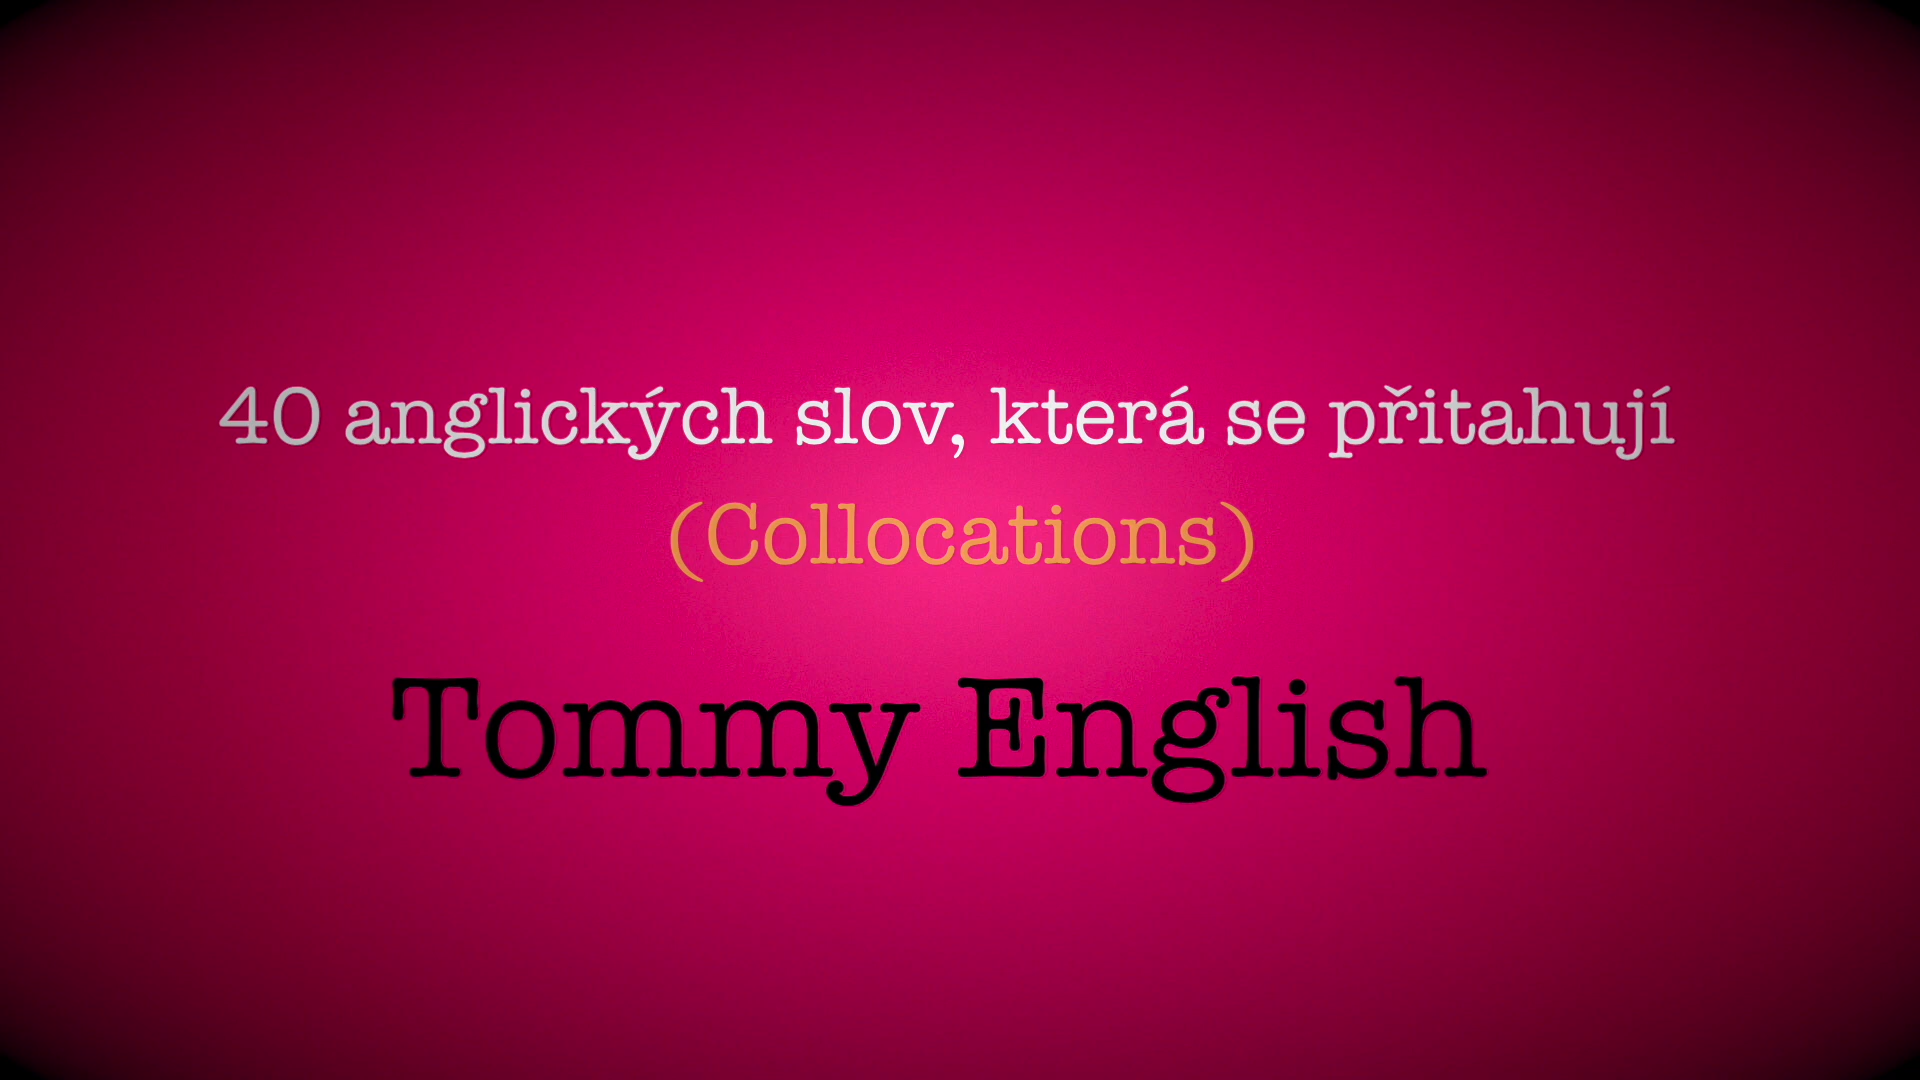 40 anglických slov, která se přitahují
(Collocations)
Tommy English